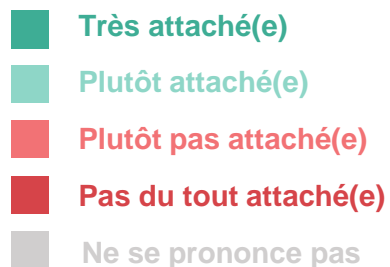 Très attaché(e)
Plutôt attaché(e)
Plutôt pas attaché(e)
Pas du tout attaché(e)
Ne se prononce pas